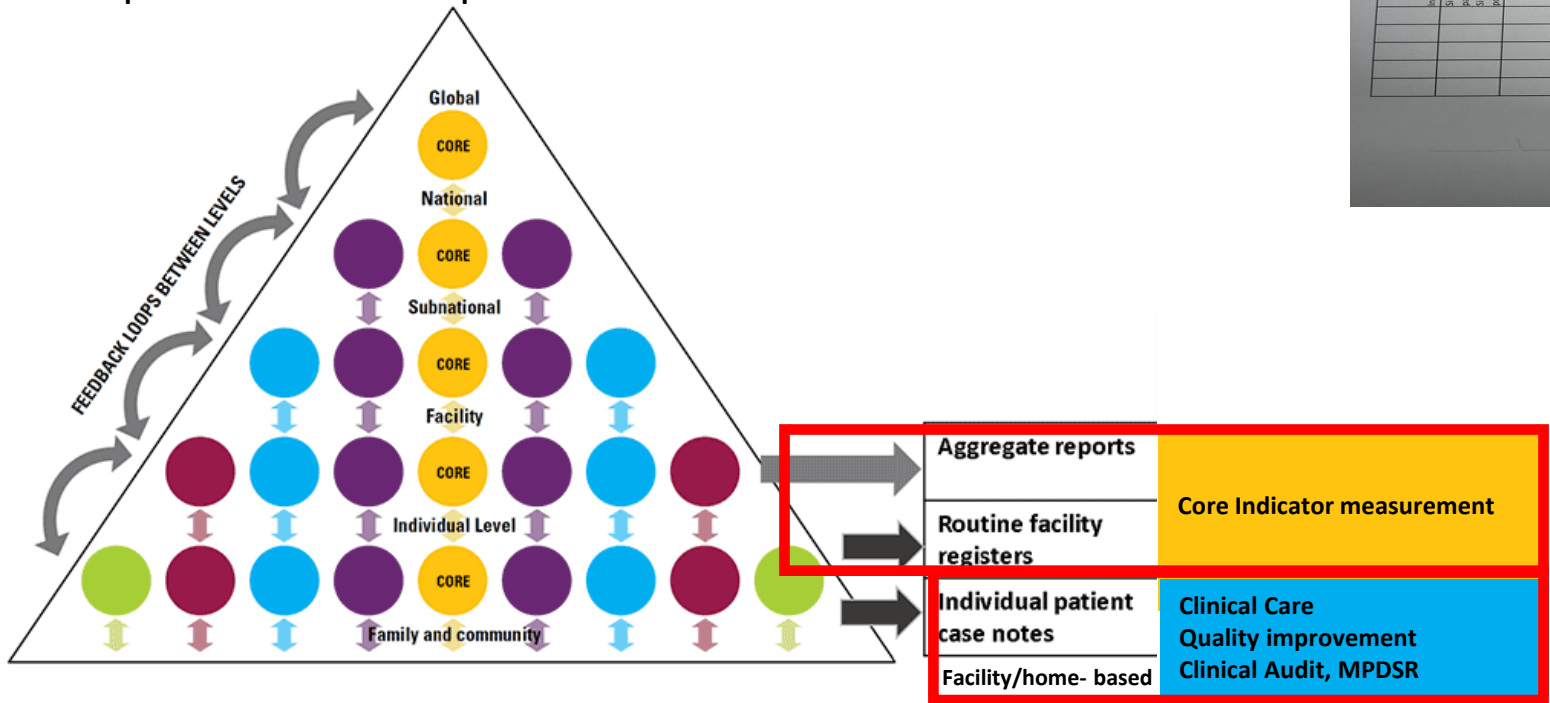 Global
CORE
National
CORE
Subnational
CORE
Facility
CORE
Individual Level
CORE
Family and community
FEEDBACK LOOPS BETWEEN LEVELS
Aggregate reports
Routine facility
registers
Individual patient
case notes
Facility/home- based
Core Indicator measurement
Clinical Care
Quality improvement
Clinical Audit, MPDSR